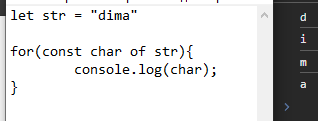 let str = "dima"
for(const char of str){
console.log(char);
}
d
i
m
a
>